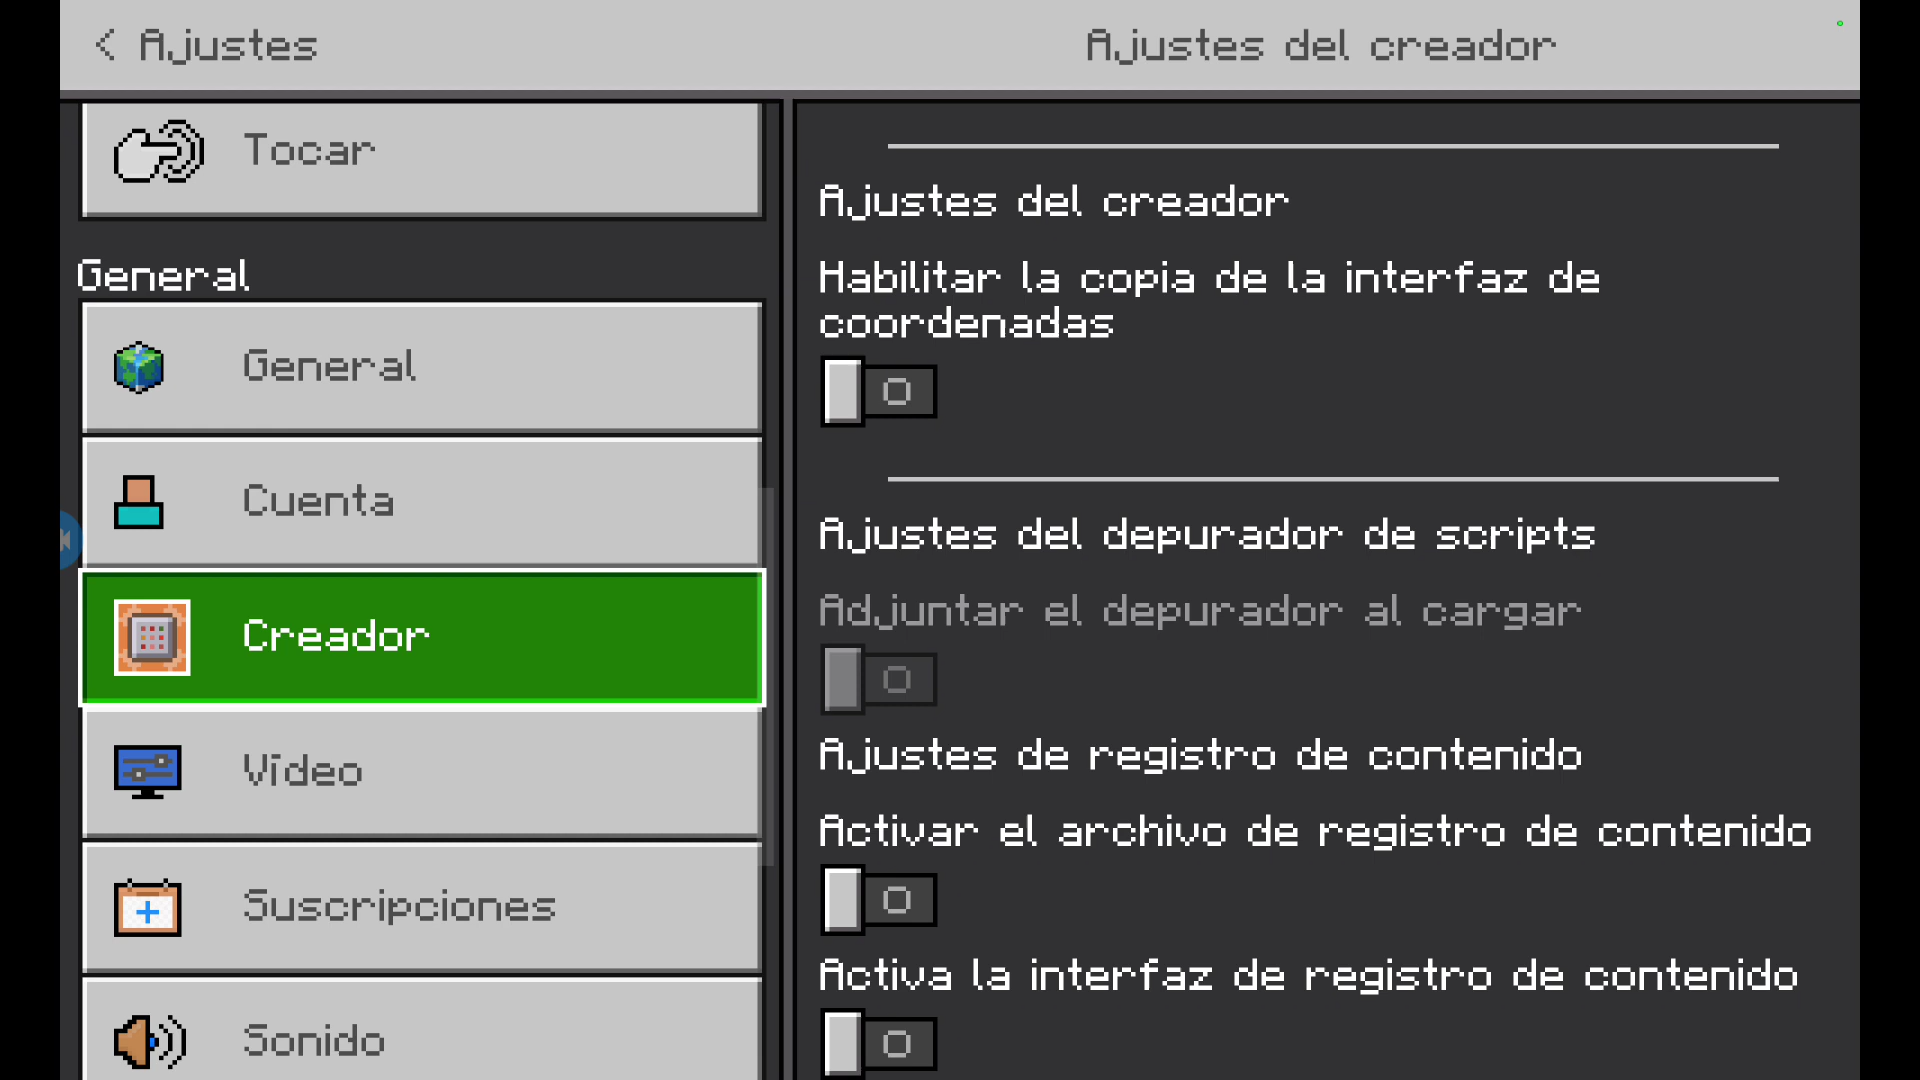 Ajustes
Ajustes del creador
Tocar
General
General
Cuenta
Creador
Vídeo
Suscripciones
Sonido
Ajustes del creador
Habilitar la copia de la interfaz de
coordenadas
Ajustes del depurador de scripts
Adjuntar el depurador al cargar
Ajustes de registro de contenido
Activar el archivo de registro de contenido
Activa la interfaz de registro de contenido